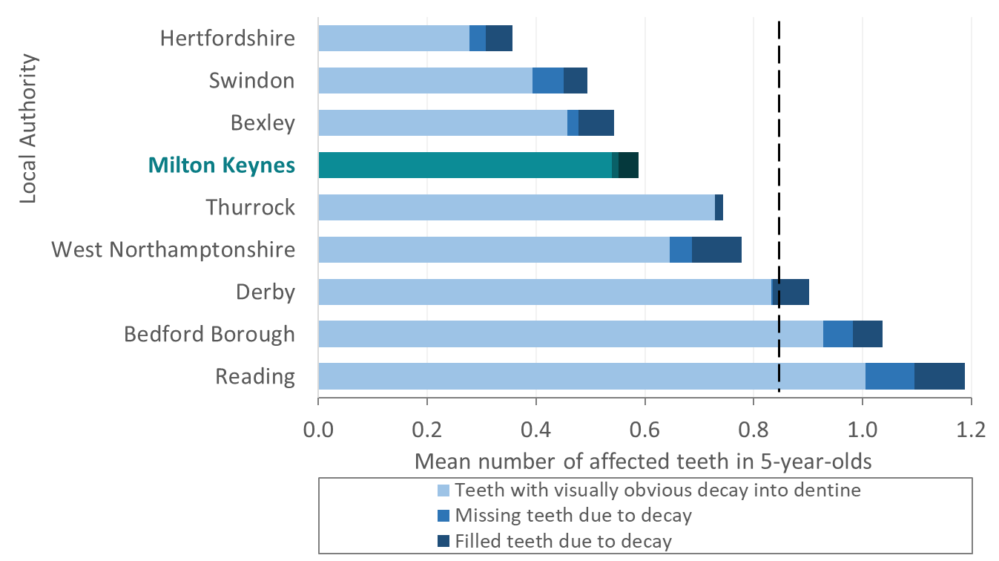 Local Authority
Hertfordshire
Swindon
Bexley
Milton Keynes
Thurrock
West Northamptonshire
Derby
Bedford Borough
Reading
0.0 0.2 0.4 0.6 0.8 1.0 1.2
Mean number of affected teeth in 5-year-olds
Teeth with visually obvious decay into dentine
Missing teeth due to decay
Filled teeth due to decay